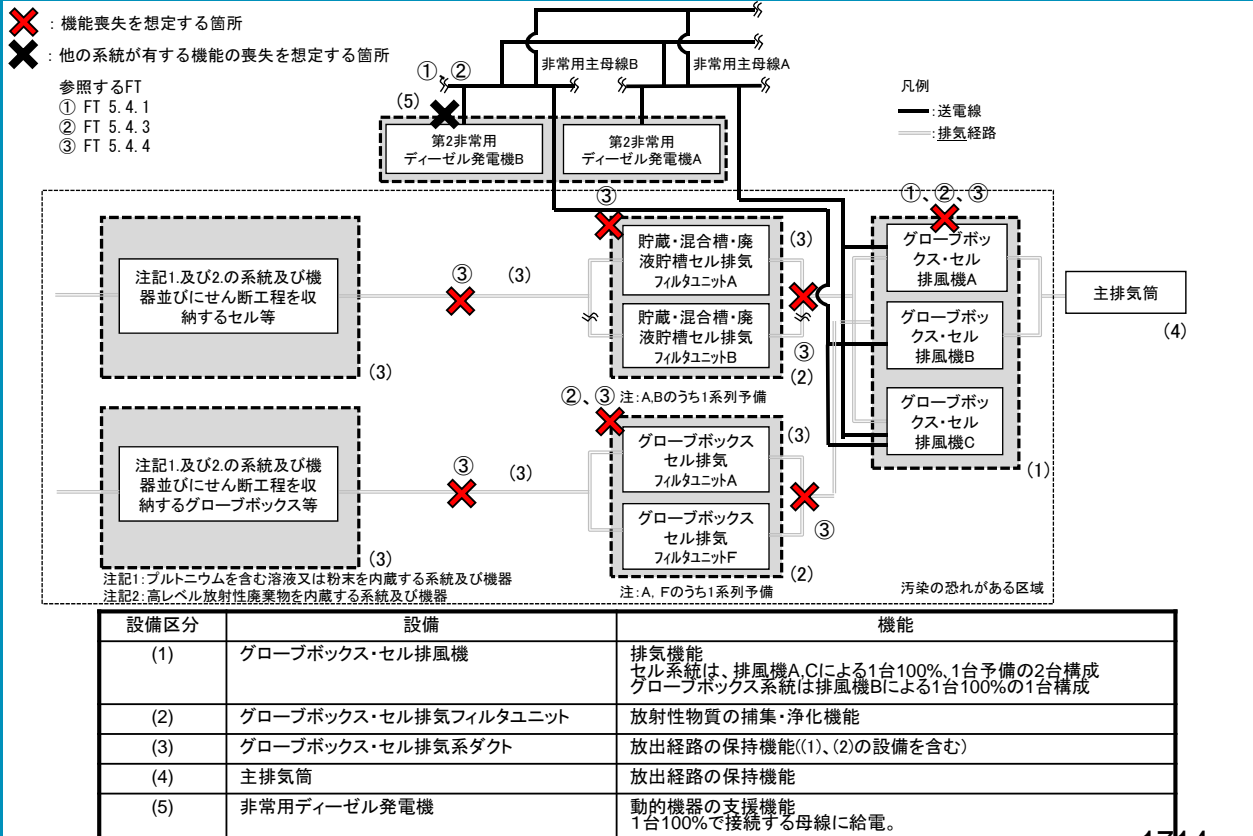 ：機能喪失を想定する箇所
：他の系統が有する機能の喪失を想定する箇所
参照するFT
① FT 5.4.1
② FT 5.4.3
③ FT 5.4.4
①、②
(5)
非常用主母線B
非常用主母線A
第2非常用
ディーゼル発電機B
第2非常用
ディーゼル発電機A
凡例
：送電線
：排気経路
注記1.及び2.の系統及び機
器並びにせん断工程を収
納するセル等
(3)
③
(3)
③
貯蔵・混合槽・廃
液貯槽セル排気
フィルタユニットA
貯蔵・混合槽・廃
液貯槽セル排気
フィルタユニットB
(3)
③
(2)
注：A,Bのうち1系列予備
①、②、③
グローブボッ
クス・セル
排風機A
グローブボッ
クス・セル
排風機B
グローブボッ
クス・セル
排風機C
(1)
主排気筒
(4)
注記1.及び2.の系統及び機
器並びにせん断工程を収
納するグローブボックス等
(3)
③
(3)
②、③
グローブボックス
セル排気
フィルタユニットA
グローブボックス
セル排気
フィルタユニットF
(3)
③
(2)
注：A, Fのうち1系列予備
注記1：プルトニウムを含む溶液又は粉末を内蔵する系統及び機器
注記2：高レベル放射性廃棄物を内蔵する系統及び機器
汚染の恐れがある区域
設備区分 設備 機能
(1) グローブボックス・セル排風機 排気機能
セル系統は、排風機A,Cによる1台100%、1台予備の2台構成
グローブボックス系統は排風機Bによる1台100%の1台構成
(2) グローブボックス・セル排気フィルタユニット 放射性物質の捕集・浄化機能
(3) グローブボックス・セル排気系ダクト 放出経路の保持機能((1)、(2)の設備を含む)
(4) 主排気筒 放出経路の保持機能
(5) 非常用ディーゼル発電機 動的機器の支援機能
1台100%で接続する母線に給電。